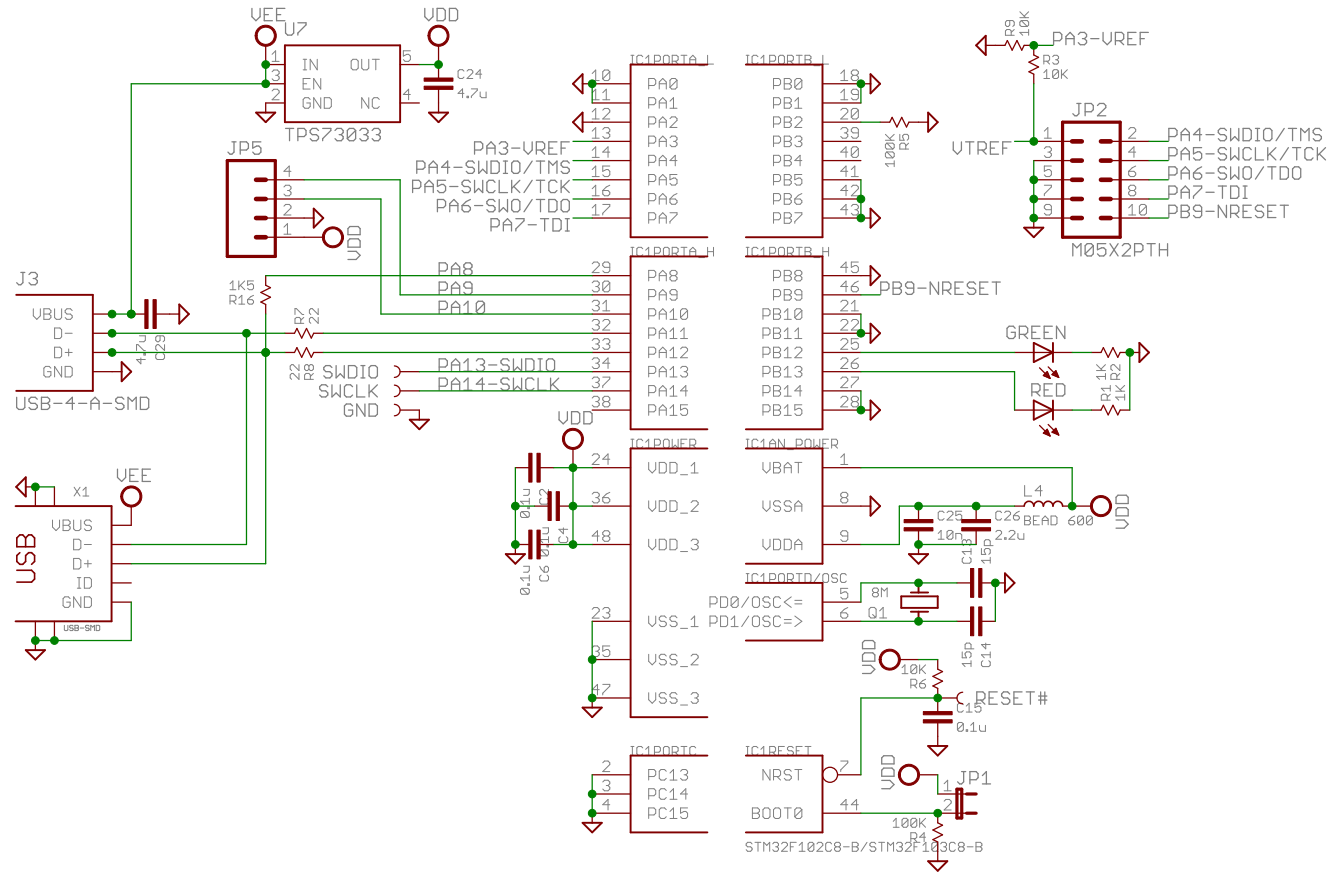 VEE
U7
VDD
1 IN OUT 5
3 EN
2 GND NC 4
TPS73033
C24
4.7u
JP5
4
3
2
1
VDD
J3
VBUS
D-
D+
GND
USB-4-A-SMD
4.7u
C29
1K5
R16
R7
22
22
R8
PA8
PA9
PA10
PA13-SWDIO
PA14-SWCLK
SWDIO
SWCLK
GND
X1
VEE
USB
VBUS
D-
D+
ID
GND
USB-SMD
IC1PORTA_L
10 PA0
11 PA1
12 PA2
PA3-VREF 13 PA3
PA4-SWDIO/TMS 14 PA4
PA5-SWCLK/TCK 15 PA5
PA6-SWO/TDO 16 PA6
PA7-TDI 17 PA7
IC1PORTB_L
PB0 18
PB1 19
PB2 20
PB3 39
PB4 40
PB5 41
PB6 42
PB7 43
100K
R5
IC1PORTA_H
29 PA8
30 PA9
31 PA10
32 PA11
33 PA12
34 PA13
37 PA14
38 PA15
IC1PORTB_H
PB8 45
PB9 46 PB9-NRESET
PB10 21
PB11 22
PB12 25
PB13 26
PB14 27
PB15 28
GREEN
RED
1K
R2
R1
1K
R9
10K
PA3-VREF
R3
10K
JP2
VTREF
1 2 PA4-SWDIO/TMS
3 4 PA5-SWCLK/TCK
5 6 PA6-SWO/TDO
7 8 PA7-TDI
9 10 PB9-NRESET
M05X2PTH
VDD
IC1POWER
24 VDD_1
36 VDD_2
48 VDD_3
23 VSS_1
35 VSS_2
47 VSS_3
0.1u
C2
0.1u
C4
0.1u
C6
IC1AN_POWER
VBAT 1
VSSA 8
VDDA 9
C25
10n
C26
2.2u
L4
BEAD 600
VDD
IC1PORTD/OSC
PD0/OSC<= 5
PD1/OSC=> 6
8M
Q1
C13
15p
15p
C14
VDD
10K
R6
RESET#
C15
0.1u
IC1PORTC
2 PC13
3 PC14
4 PC15
IC1RESET
NRST 7
BOOT0 44
VDD
JP1
1
2
100K
R4
STM32F102C8-B/STM32F103C8-B